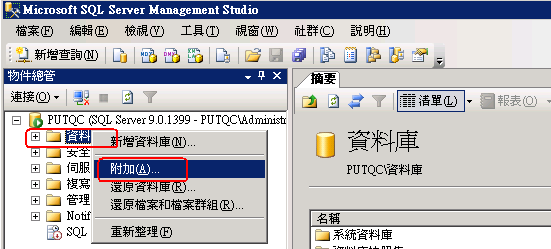 Microsoft SQL Server Management Studio
檔案(F) 編輯(E) 檢視(V) 工具(T) 視窗(W) 社群(C) 說明(H)
新增查詢(N)
物件總管
連接(O)
PUTQC (SQL Server 9.0.1399 - PUTQC\Administr
資料
安全
伺服
複寫
管理
Notif
SQL
新增資料庫(N)...
附加(A)...
還原資料庫(R)...
還原檔案和檔案群組(R)...
重新整理(F)
摘要
清單(L) 報表(O)
資料庫
PUTQC\資料庫
名稱
系統資料庫